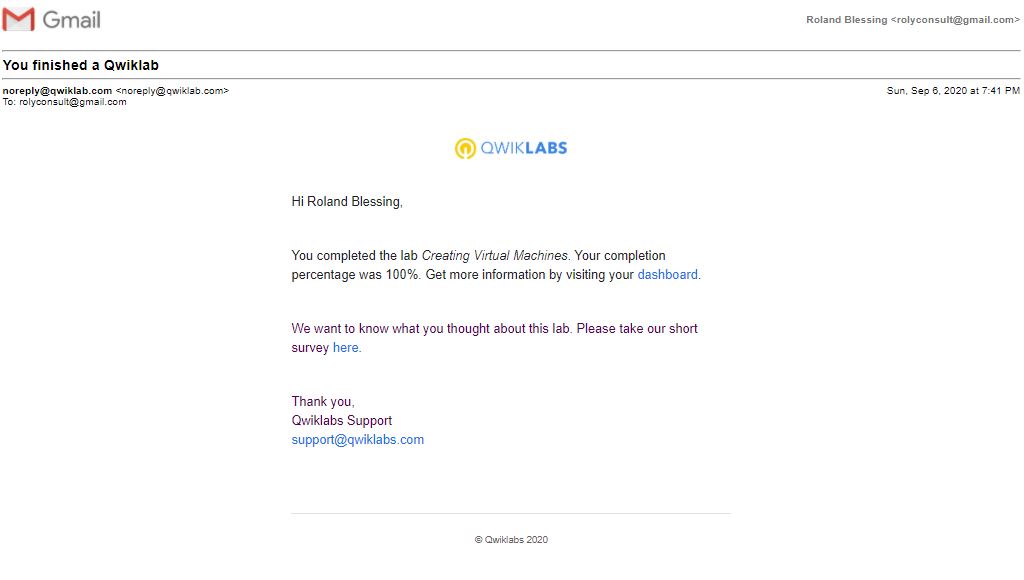 Gmail
Roland Blessing <rolyconsult@gmail.com>
You finished a Qwiklab
noreply@qwiklab.com <noreply@qwiklab.com>
Sun, Sep 6, 2020 at 7:41 PM
To: rolyconsult@gmail.com
QWIKLABS
Hi Roland Blessing,
You completed the lab Creating Virtual Machines. Your completion
percentage was 100%. Get more information by visiting your dashboard.
We want to know what you thought about this lab. Please take our short
survey here.
Thank you,
Qwiklabs Support
support@qwiklabs.com
© Qwiklabs 2020